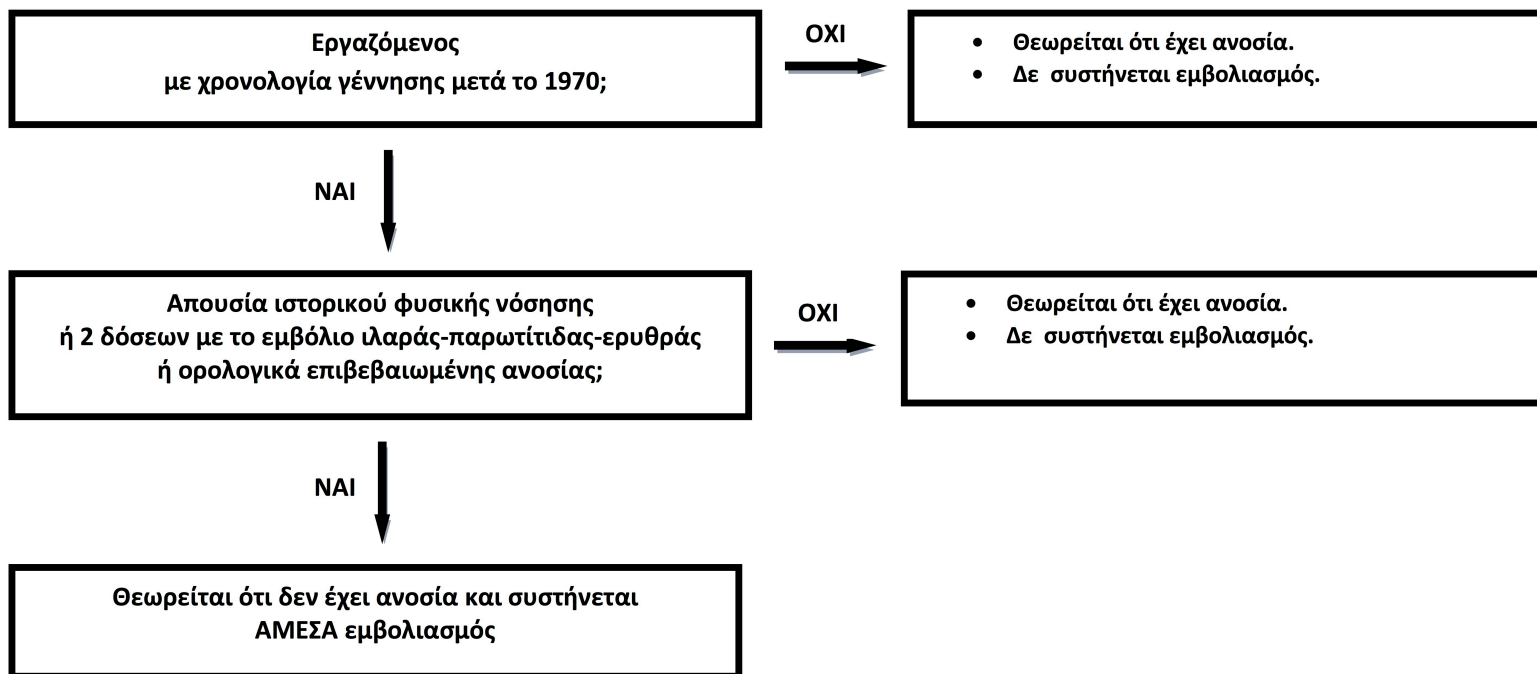 Εργαζόμενος
με χρονολογία γέννησης μετά το 1970;
ΟΧΙ
• Θεωρείται ότι έχει ανοσία.
• Δε συστήνεται εμβολιασμός.
ΝΑΙ
Απουσία ιστορικού φυσικής νόσησης
ή 2 δόσεων με το εμβόλιο ιλαράς-παρωτίτιδας-ερυθράς
ή ορολογικά επιβεβαιωμένης ανοσίας;
ΟΧΙ
• Θεωρείται ότι έχει ανοσία.
• Δε συστήνεται εμβολιασμός.
ΝΑΙ
Θεωρείται ότι δεν έχει ανοσία και συστήνεται
ΑΜΕΣΑ εμβολιασμός